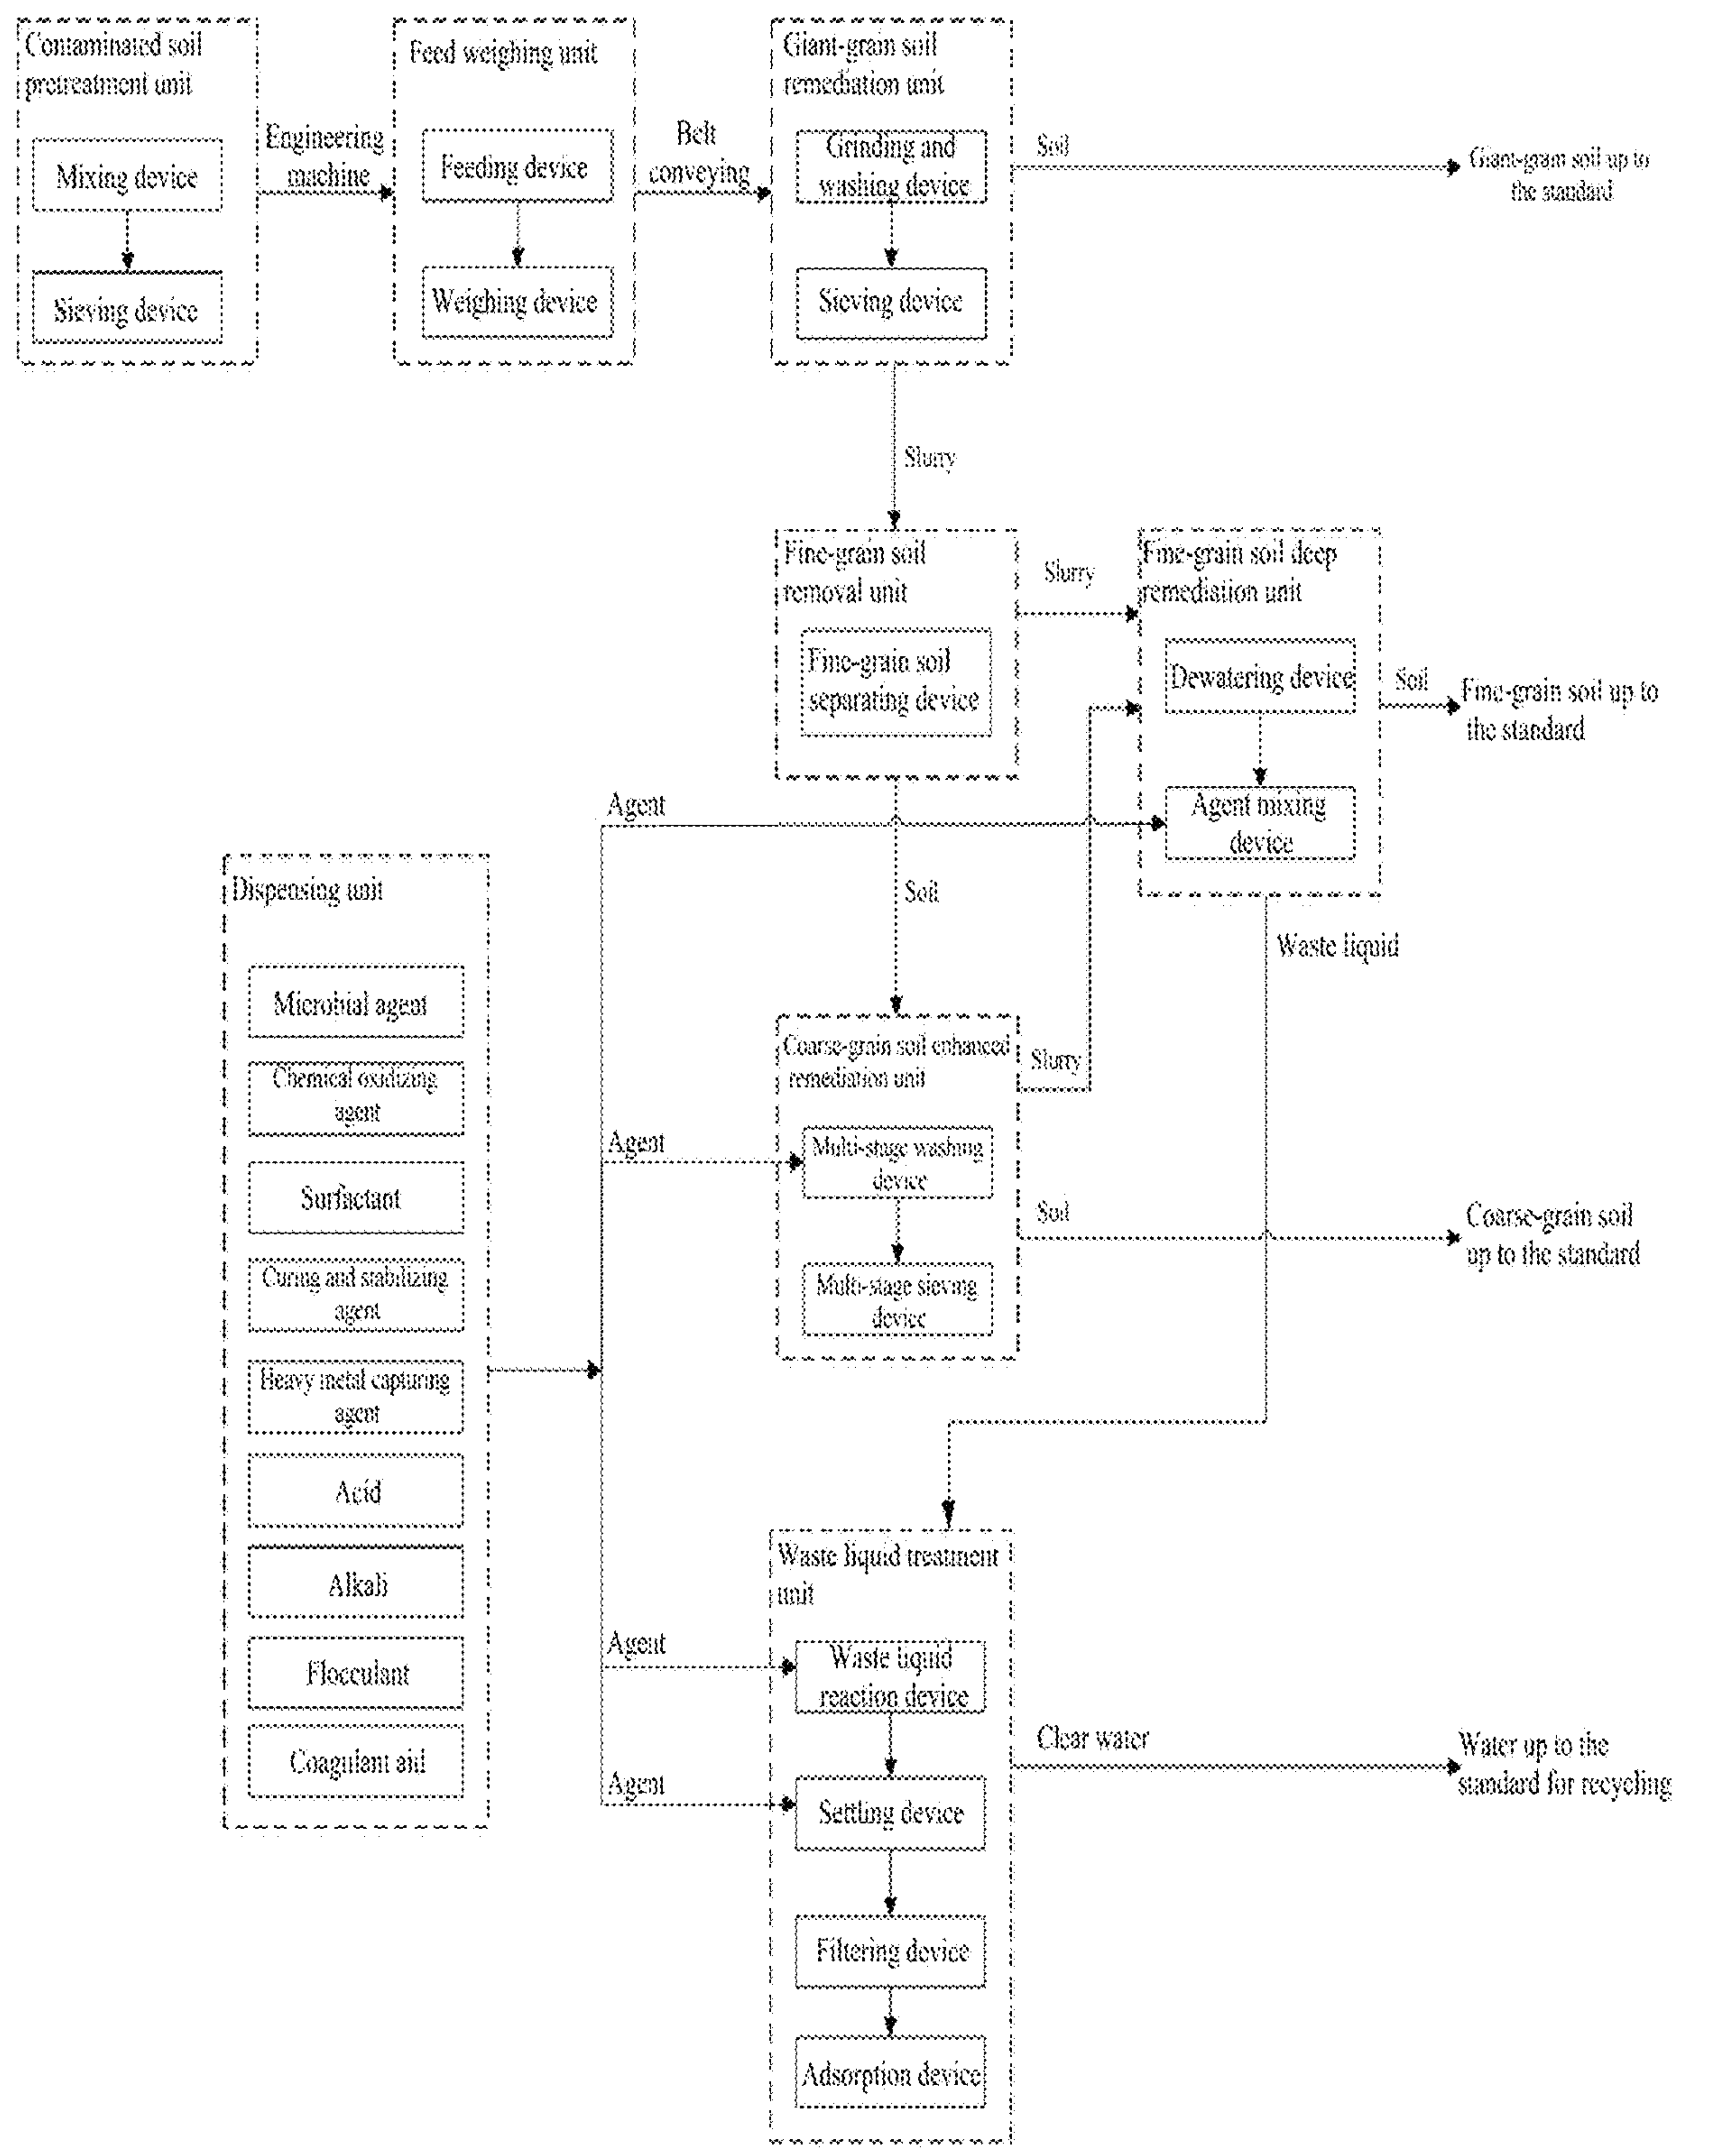 Contaminated soil
pretreatment unit
Mixing device
Sieving device
Engineering
machine
Feed weighing unit
Feeding device
Weighing device
Belt
conveying
Giant-grain soil
remediation unit
Grinding and
washing device
Sieving device
Soil
Giant-grain soil up to
the standard
Slurry
Fine-grain soil
removal unit
Fine-grain soil
separating device
Slurry
Fine-grain soil deep
remediation unit
Dewatering device
Agent mixing
device
Soil
Fine-grain soil up to
the standard
Agent
Soil
Waste liquid
Dispensing unit
Microbial agent
Chemical oxidizing
agent
Surfactant
Curing and stabilizing
agent
Heavy metal capturing
agent
Acid
Alkali
Flocculant
Coagulant aid
Coarse-grain soil enhanced
remediation unit
Slurry
Agent
Multi-stage washing
device
Multi-stage sieving
device
Soil
Coarse-grain soil
up to the standard
Waste liquid treatment
unit
Agent
Waste liquid
reaction device
Agent
Settling device
Filtering device
Adsorption device
Clear water
Water up to the
standard for recycling